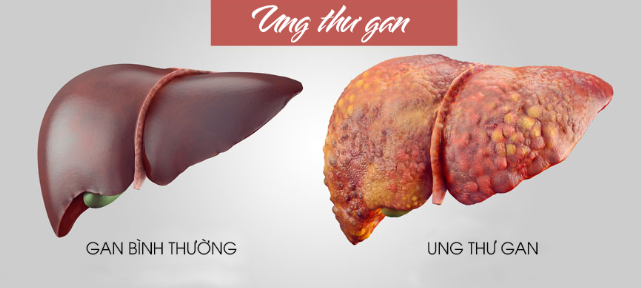 Ung thư gan
GAN BÌNH THƯỜNG
UNG THƯ GAN